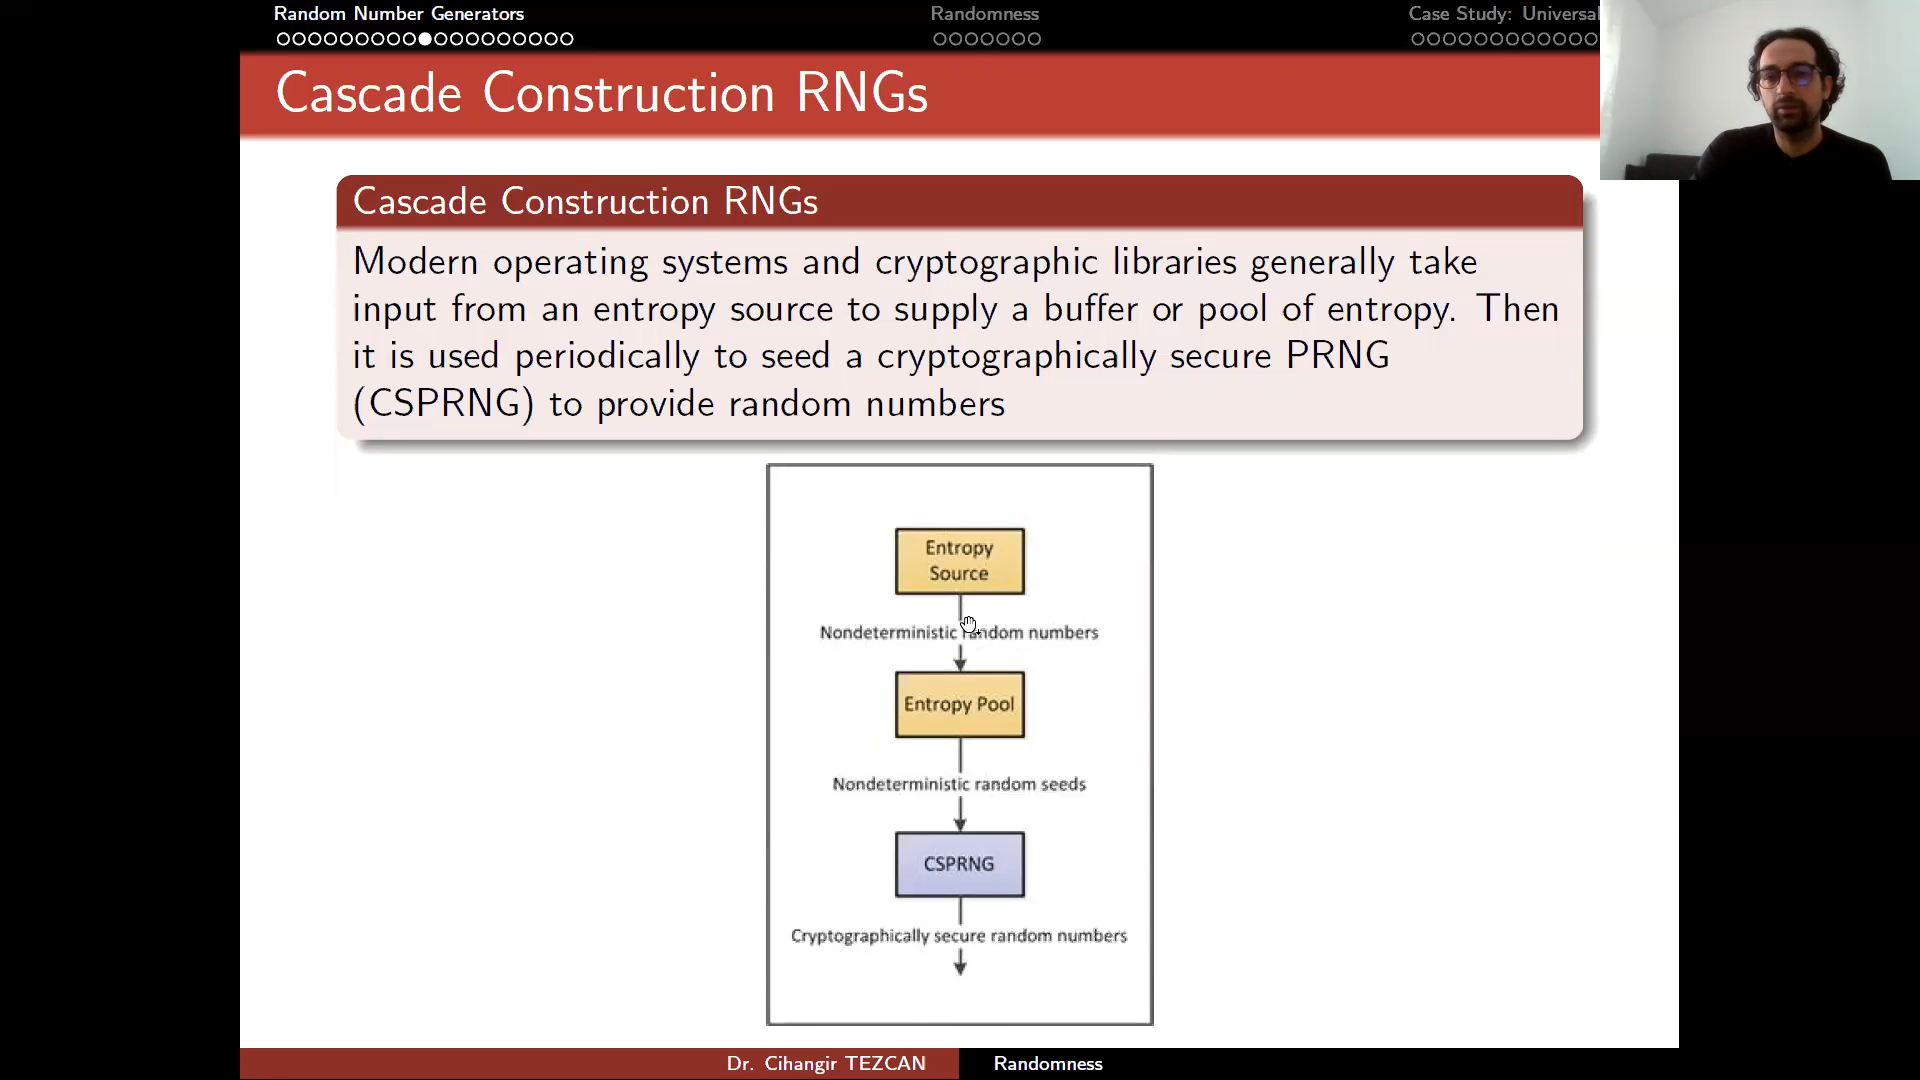 Random Number Generators
Randomness
Case Study: Universal
Cascade Construction RNGs
Cascade Construction RNGs
Modern operating systems and cryptographic libraries generally take
input from an entropy source to supply a buffer or pool of entropy. Then
it is used periodically to seed a cryptographically secure PRNG
(CSPRNG) to provide random numbers
Entropy
Source
Nondeterministic random numbers
Entropy Pool
Nondeterministic random seeds
CSPRNG
Cryptographically secure random numbers
Dr. Cihangir TEZCAN
Randomness